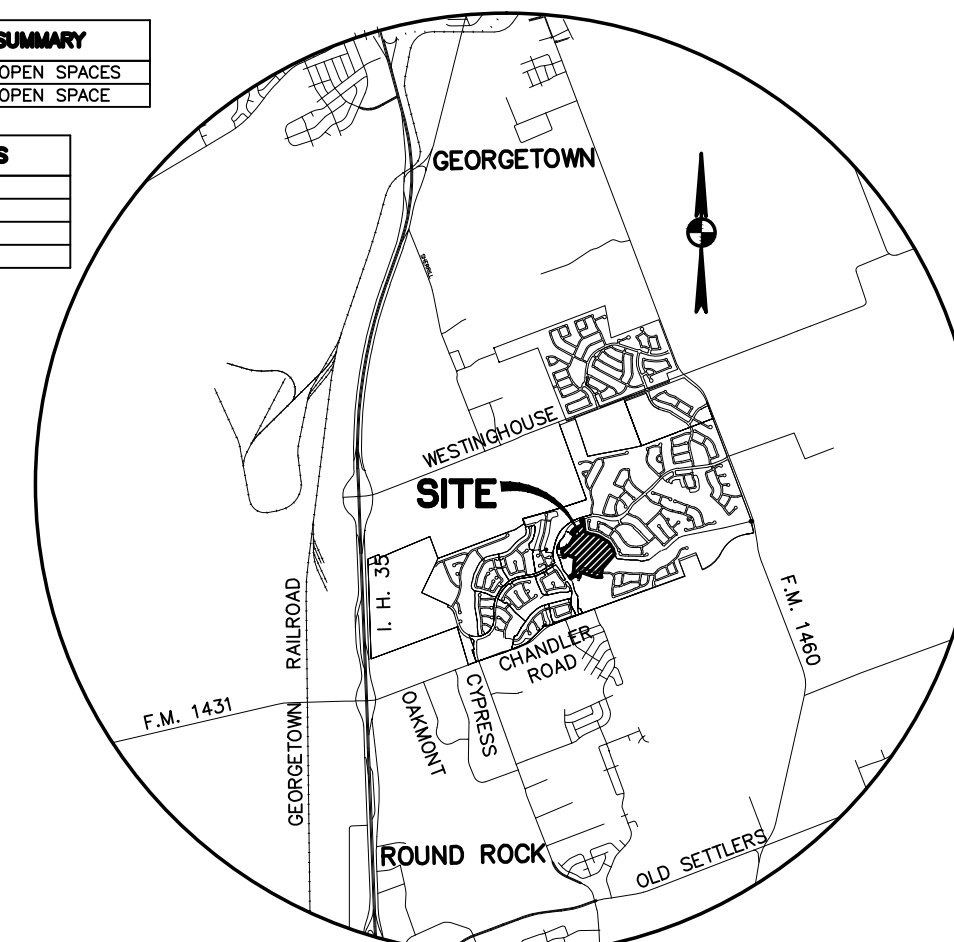 SUMMARY
OPEN SPACES
OPEN SPACE
S
GEORGETOWN
WESTINGHOUSE
SITE
I. H. 35
GEORGETOWN RAILROAD
F.M. 1460
CHANDLER
ROAD
F.M. 1431
OAKMONT
CYPRESS
ROUND ROCK
OLD SETTLERS